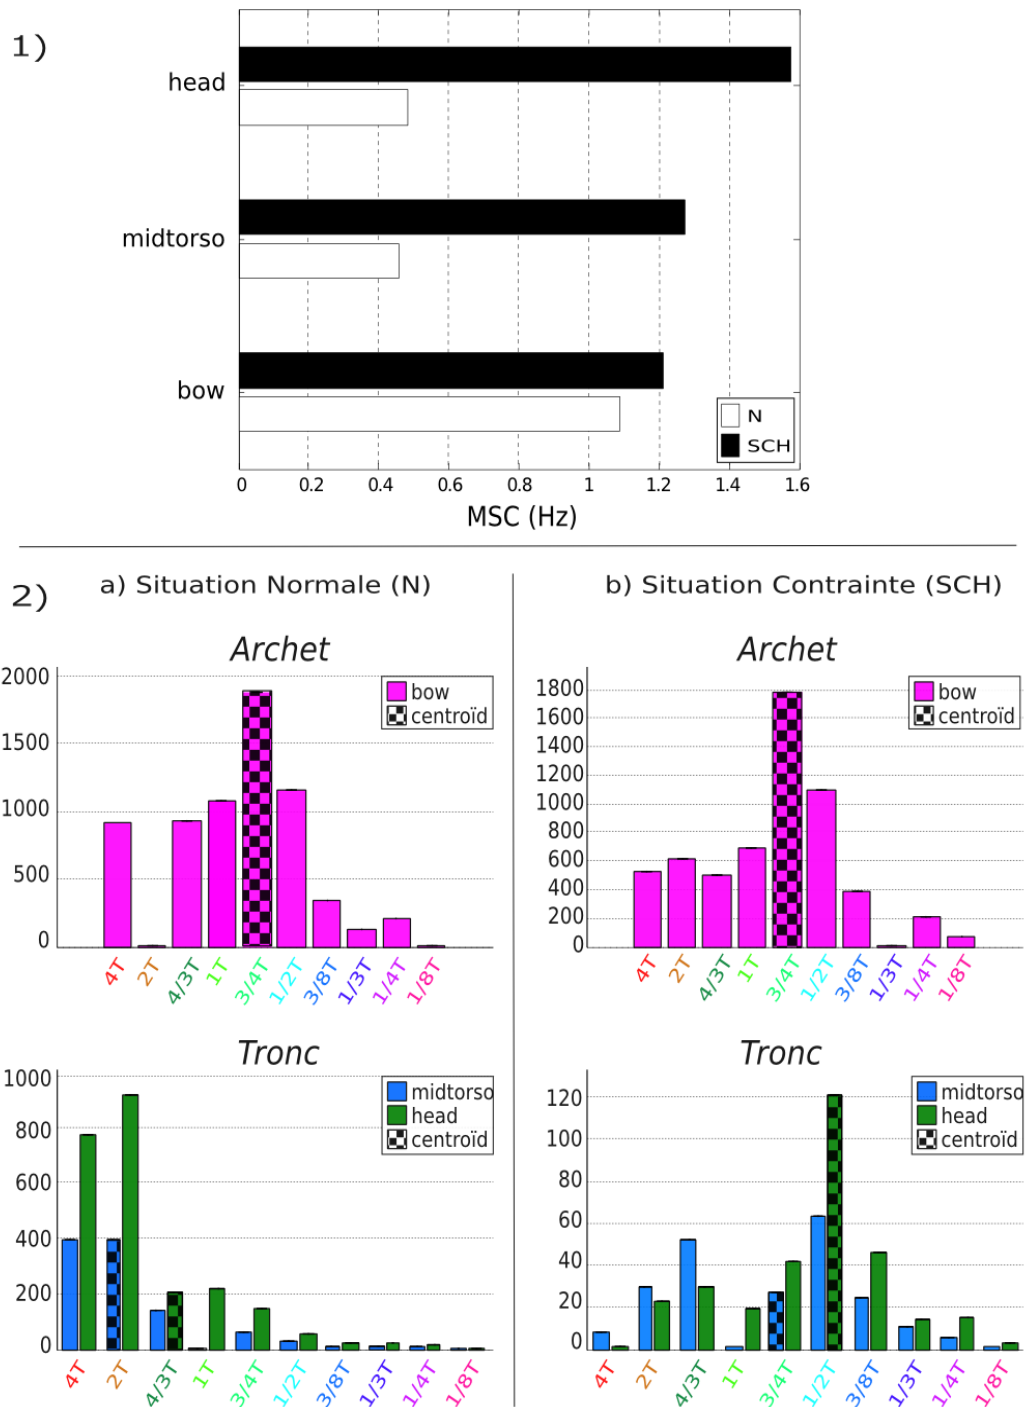 1)
head
midtorso
bow
N
SCH
0 0.2 0.4 0.6 0.8 1 1.2 1.4 1.6
MSC (Hz)
2)
a) Situation Normale (N)
Archet
2000
1500
1000
500
0
bow
centroïd
4T 2T 4/3T 1T 3/4T 1/2T 3/8T 1/3T 1/4T 1/8T
Tronc
1000
800
600
400
200
0
midtorso
head
centroïd
4T 2T 4/3T 1T 3/4T 1/2T 3/8T 1/3T 1/4T 1/8T
b) Situation Contrainte (SCH)
Archet
1800
1600
1400
1200
1000
800
600
400
200
0
bow
centroïd
4T 2T 4/3T 1T 3/4T 1/2T 3/8T 1/3T 1/4T 1/8T
Tronc
120
100
80
60
40
20
0
midtorso
head
centroïd
4T 2T 4/3T 1T 3/4T 1/2T 3/8T 1/3T 1/4T 1/8T